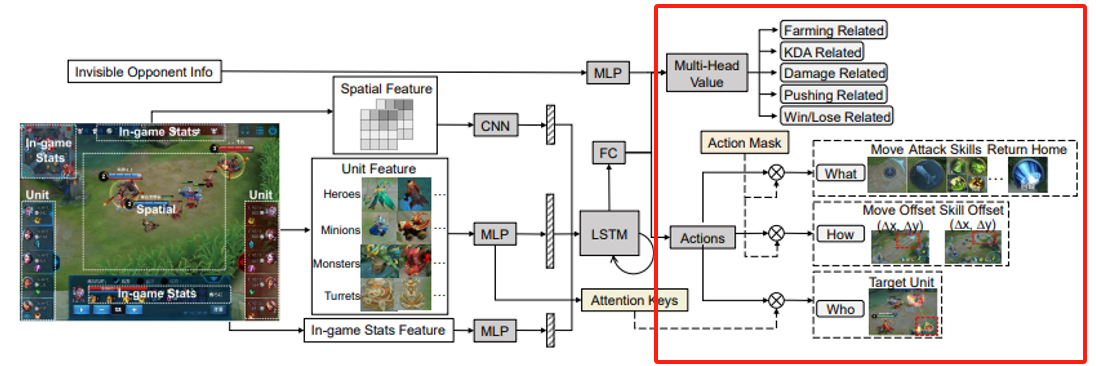 Invisible Opponent Info
MLP
Multi-Head
Value
Farming Related
KDA Related
Damage Related
Pushing Related
Win/Lose Related
Spatial Feature
CNN
In-game Stats
In-game
Stats
Unit
Spatial
Unit
In-game Stats
Unit Feature
Heroes
...
Minions
...
Monsters
...
Turrets
...
MLP
In-game Stats Feature
MLP
FC
LSTM
Attention Keys
Action Mask
Actions
What
Move Attack Skills Return Home
...
How
Move Offset Skill Offset
(Δx, Δy) (Δx, Δy)
Who
Target Unit